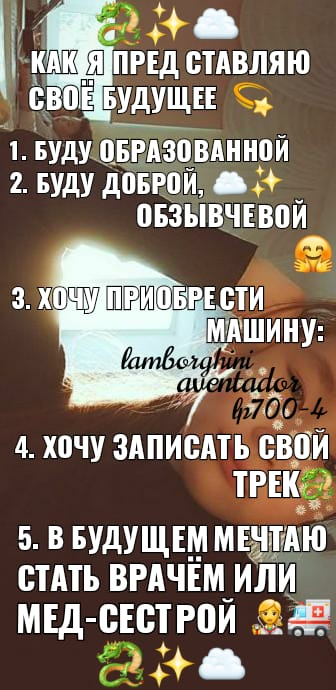 КАК Я ПРЕД СТАВЛЯЮ
СВОЁ БУДУЩЕЕ
1. БУДУ ОБРАЗОВАННОЙ
2. БУДУ ДОБРОЙ,
ОБЗЫВЧЕВОЙ
3. ХОЧУ ПРИОБРЕСТИ
МАШИНУ:
lamborghini
aventador
lp700-4
4. ХОЧУ ЗАПИСАТЬ СВОЙ
ТРЕК
5. В БУДУЩЕМ МЕЧТАЮ
СТАТЬ ВРАЧЁМ ИЛИ
МЕД-СЕСТРОЙ